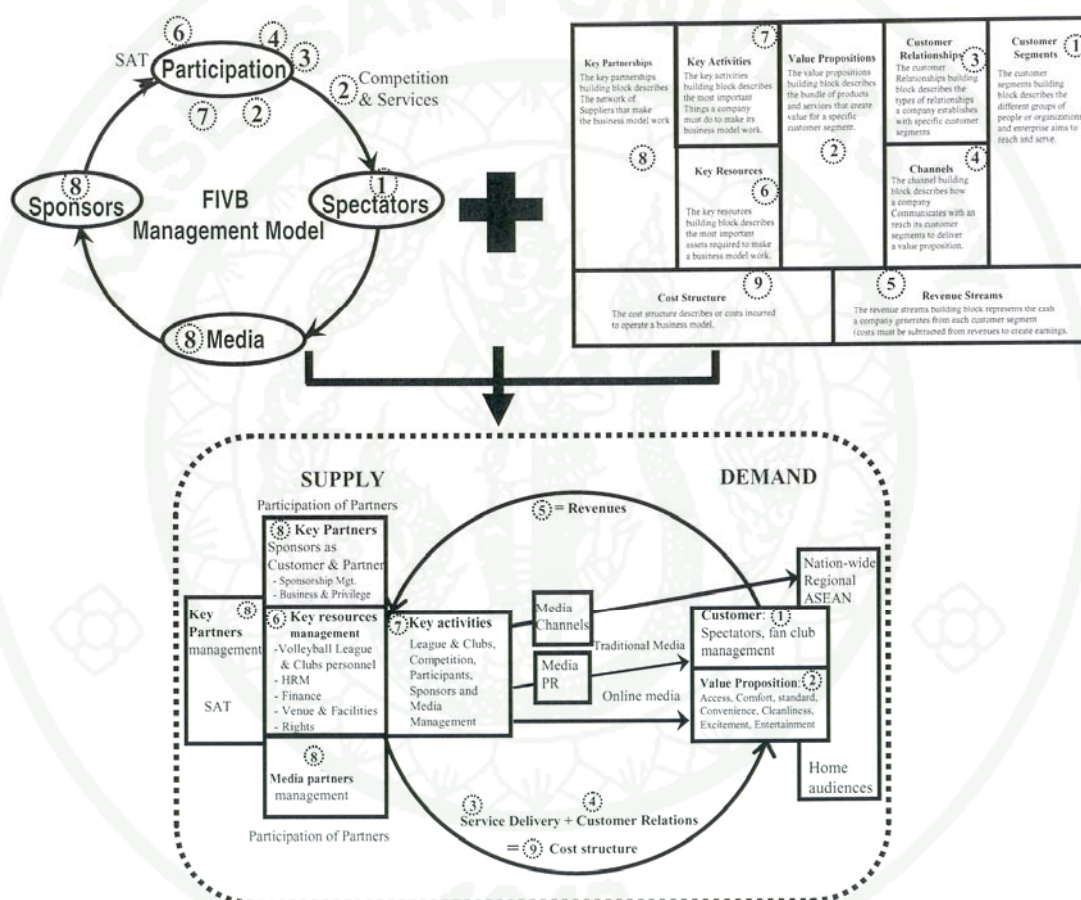 6
4
SAT
3
Participation
2 Competition
& Services
7
2
8
Sponsors
FIVB
Management Model
1
Spectators
8 Media
Key Partnerships
The key partnerships
building block describes
The network of
Suppliers that make
the business model work
8
7
Key Activities
The key activities
building block describes
the most important
Things a company
must do to make its
business model work.
Key Resources
6
The key resources
building block describes
the most important
assets required to make
a business model work.
Value Propositions
The value propositions
building block describes
the bundle of products
and services that create
value for a specific
customer segment.
2
Customer
Relationships 3
The customer
Relationships building
block describes the
types of relationships
a company establishes
with specific customer
segments
4
Channels
The channel building
block describes how
a company
Communicates with an
reach its customer
segments to deliver
a value proposition.
Customer 1
Segments
The customer
segments building
block describes the
different groups of
people or organizations
and enterprise aims to
reach and serve.
9
Cost Structure
The cost structure describes or costs incurred
to operate a business model.
5
Revenue Streams
The revenue streams building block represents the cash
a company generates from each customer segment
(costs must be subtracted from revenues to create earnings.
SUPPLY
DEMAND
Participation of Partners
8 Key Partners
Sponsors as
Customer & Partner
- Sponsorship Mgt.
- Business & Privilege
Key 8
Partners
management
SAT
6 Key resources
management
-Volleyball League
& Clubs personnel
- HRM
- Finance
- Venue & Facilities
- Rights
7 Key activities
League & Clubs,
Competition,
Participants,
Sponsors and
Media
Management
8
Media partners
management
Participation of Partners
5 = Revenues
Media
Channels
Traditional Media
Media
PR
Online media
Nation-wide
Regional
ASEAN
Customer: 1
Spectators, fan club
management
Value Proposition: 2
Access, Comfort, standard,
Convenience, Cleanliness,
Excitement, Entertainment
Home
audiences
3 4
Service Delivery + Customer Relations
= 9 Cost structure